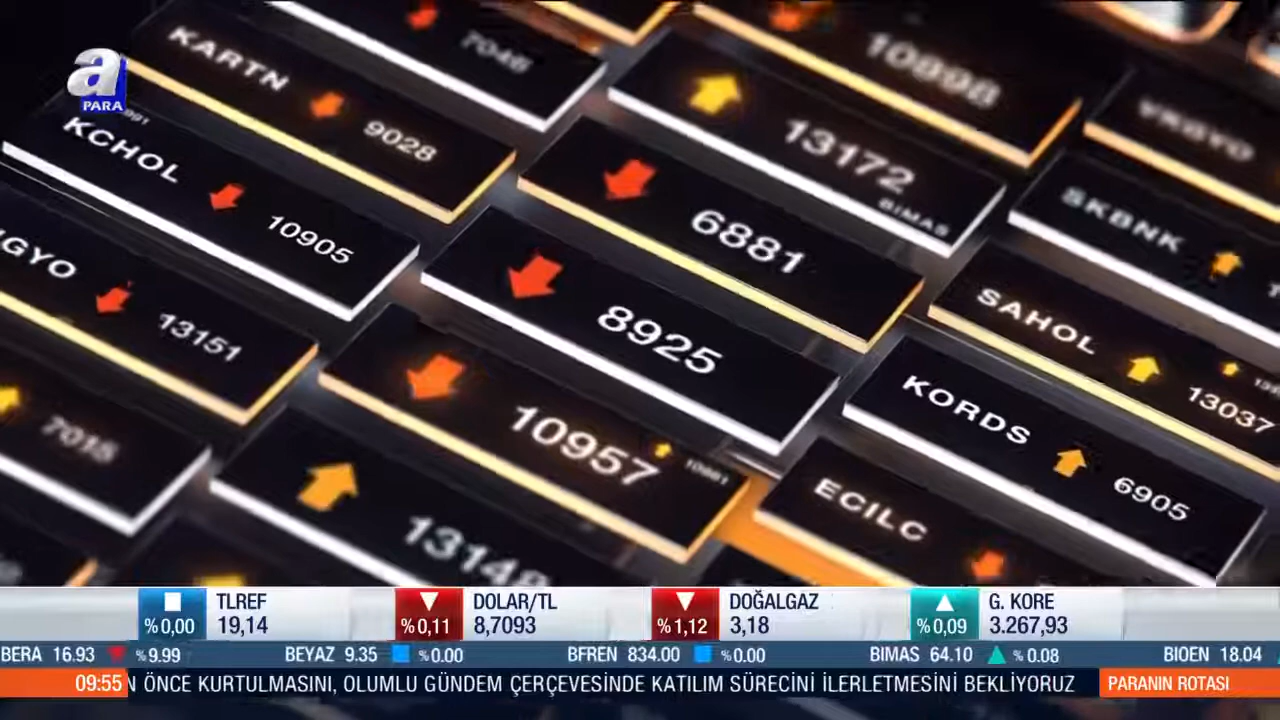 a
PARA
KARTN 9028
KCHOL 10905
13151
7015
7046
10898
13172
BIMAS
6881
8925
10957
10991
13148
VKGYO
SKBNK
SAHOL 13037
KORDS 6905
ECILC
%0,00 TLREF 19,14
%0,11 DOLAR/TL 8,7093
%1,12 DOĞALGAZ 3,18
%0,09 G. KORE 3.267,93
BERA 16.93 %9.99 BEYAZ 9.35 %0.00 BFREN 834.00 %0.00 BIMAS 64.10 %0.08 BIOEN 18.04
09:55 N ÖNCE KURTULMASINI, OLUMLU GÜNDEM ÇERÇEVESİNDE KATILIM SÜRECİNİ İLERLETMESİNİ BEKLİYORUZ PARANIN ROTASI